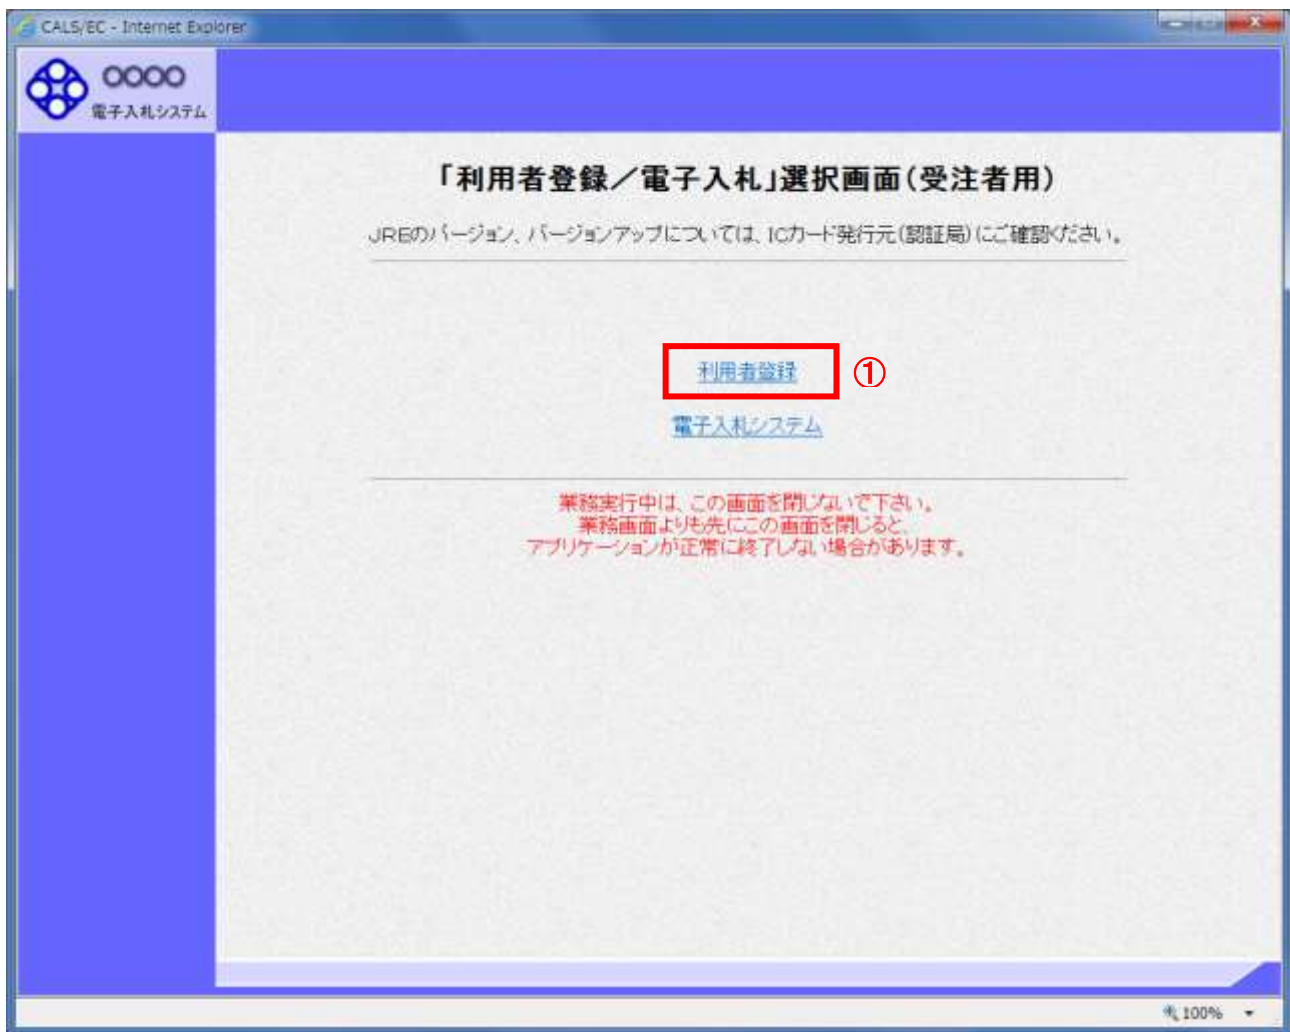 CALS/EC - Internet Explorer
〇〇〇〇
電子入札システム
「利用者登録／電子入札」選択画面(受注者用)
JREのバージョン、バージョンアップについては、ICカード発行元(認証局)にご確認ください。
利用者登録 ①
電子入札システム
業務実行中は、この画面を閉じないで下さい。
業務画面よりも先にこの画面を閉じると、
アプリケーションが正常に終了しない場合があります。
100%